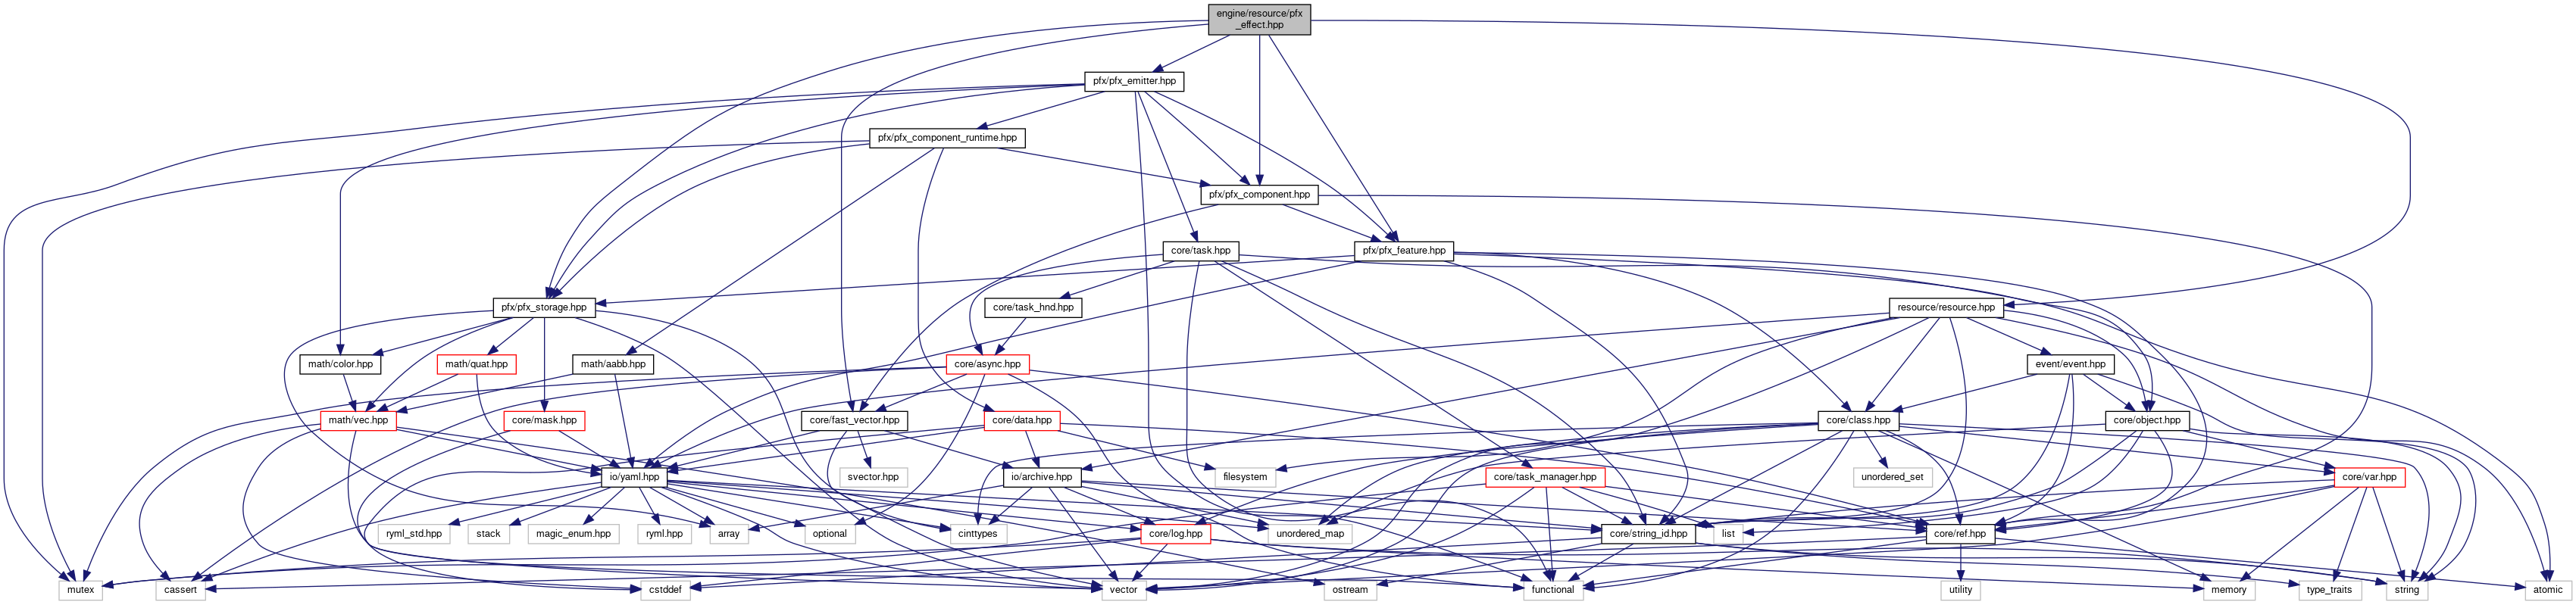 engine/resource/pfx
_effect.hpp
pfx/pfx_emitter.hpp
pfx/pfx_component_runtime.hpp
pfx/pfx_component.hpp
core/task.hpp
pfx/pfx_feature.hpp
pfx/pfx_storage.hpp
core/task_hnd.hpp
resource/resource.hpp
math/color.hpp
math/quat.hpp
math/aabb.hpp
core/async.hpp
event/event.hpp
math/vec.hpp
core/mask.hpp
core/fast_vector.hpp
core/data.hpp
core/class.hpp
core/object.hpp
io/yaml.hpp
svector.hpp
io/archive.hpp
filesystem
core/task_manager.hpp
unordered_set
core/var.hpp
ryml_std.hpp
stack
magic_enum.hpp
ryml.hpp
array
optional
cinttypes
core/log.hpp
unordered_map
core/string_id.hpp
list
core/ref.hpp
mutex
cassert
cstddef
vector
ostream
functional
utility
memory
type_traits
string
atomic